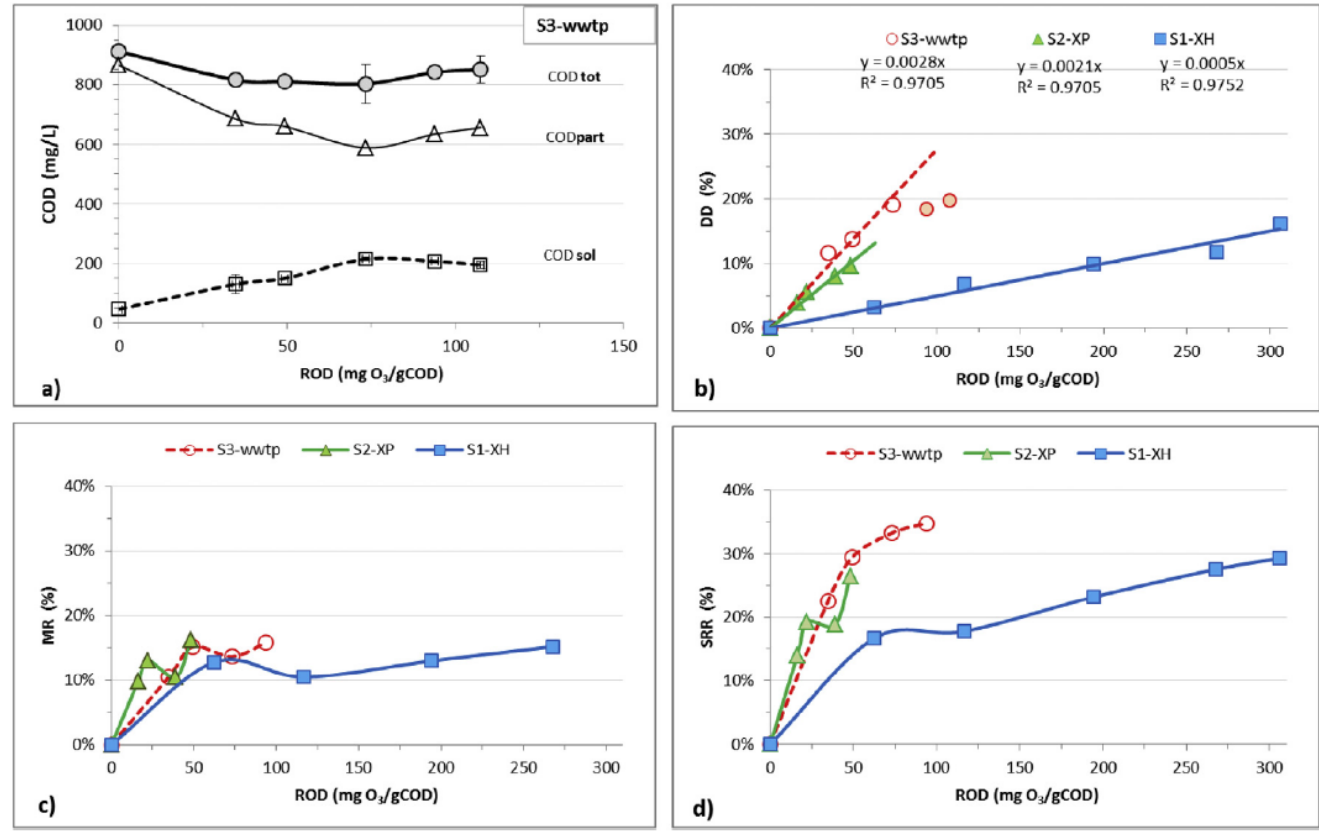 S3-wwtp
1000
800
600
400
200
0
COD (mg/L)
COD tot
CODpart
COD sol
0 50 100 150
ROD (mg O₃/gCOD)
a)
S3-wwtp S2-XP S1-XH
y = 0.0028x y = 0.0021x y = 0.0005x
R² = 0.9705 R² = 0.9705 R² = 0.9752
40%
30%
20%
10%
0%
DD (%)
0 50 100 150 200 250 300
ROD (mg O₃/gCOD)
b)
S3-wwtp S2-XP S1-XH
40%
30%
20%
10%
0%
MR (%)
0 50 100 150 200 250 300
ROD (mg O₃/gCOD)
c)
S3-wwtp S2-XP S1-XH
40%
30%
20%
10%
0%
SRR (%)
0 50 100 150 200 250 300
ROD (mg O₃/gCOD)
d)